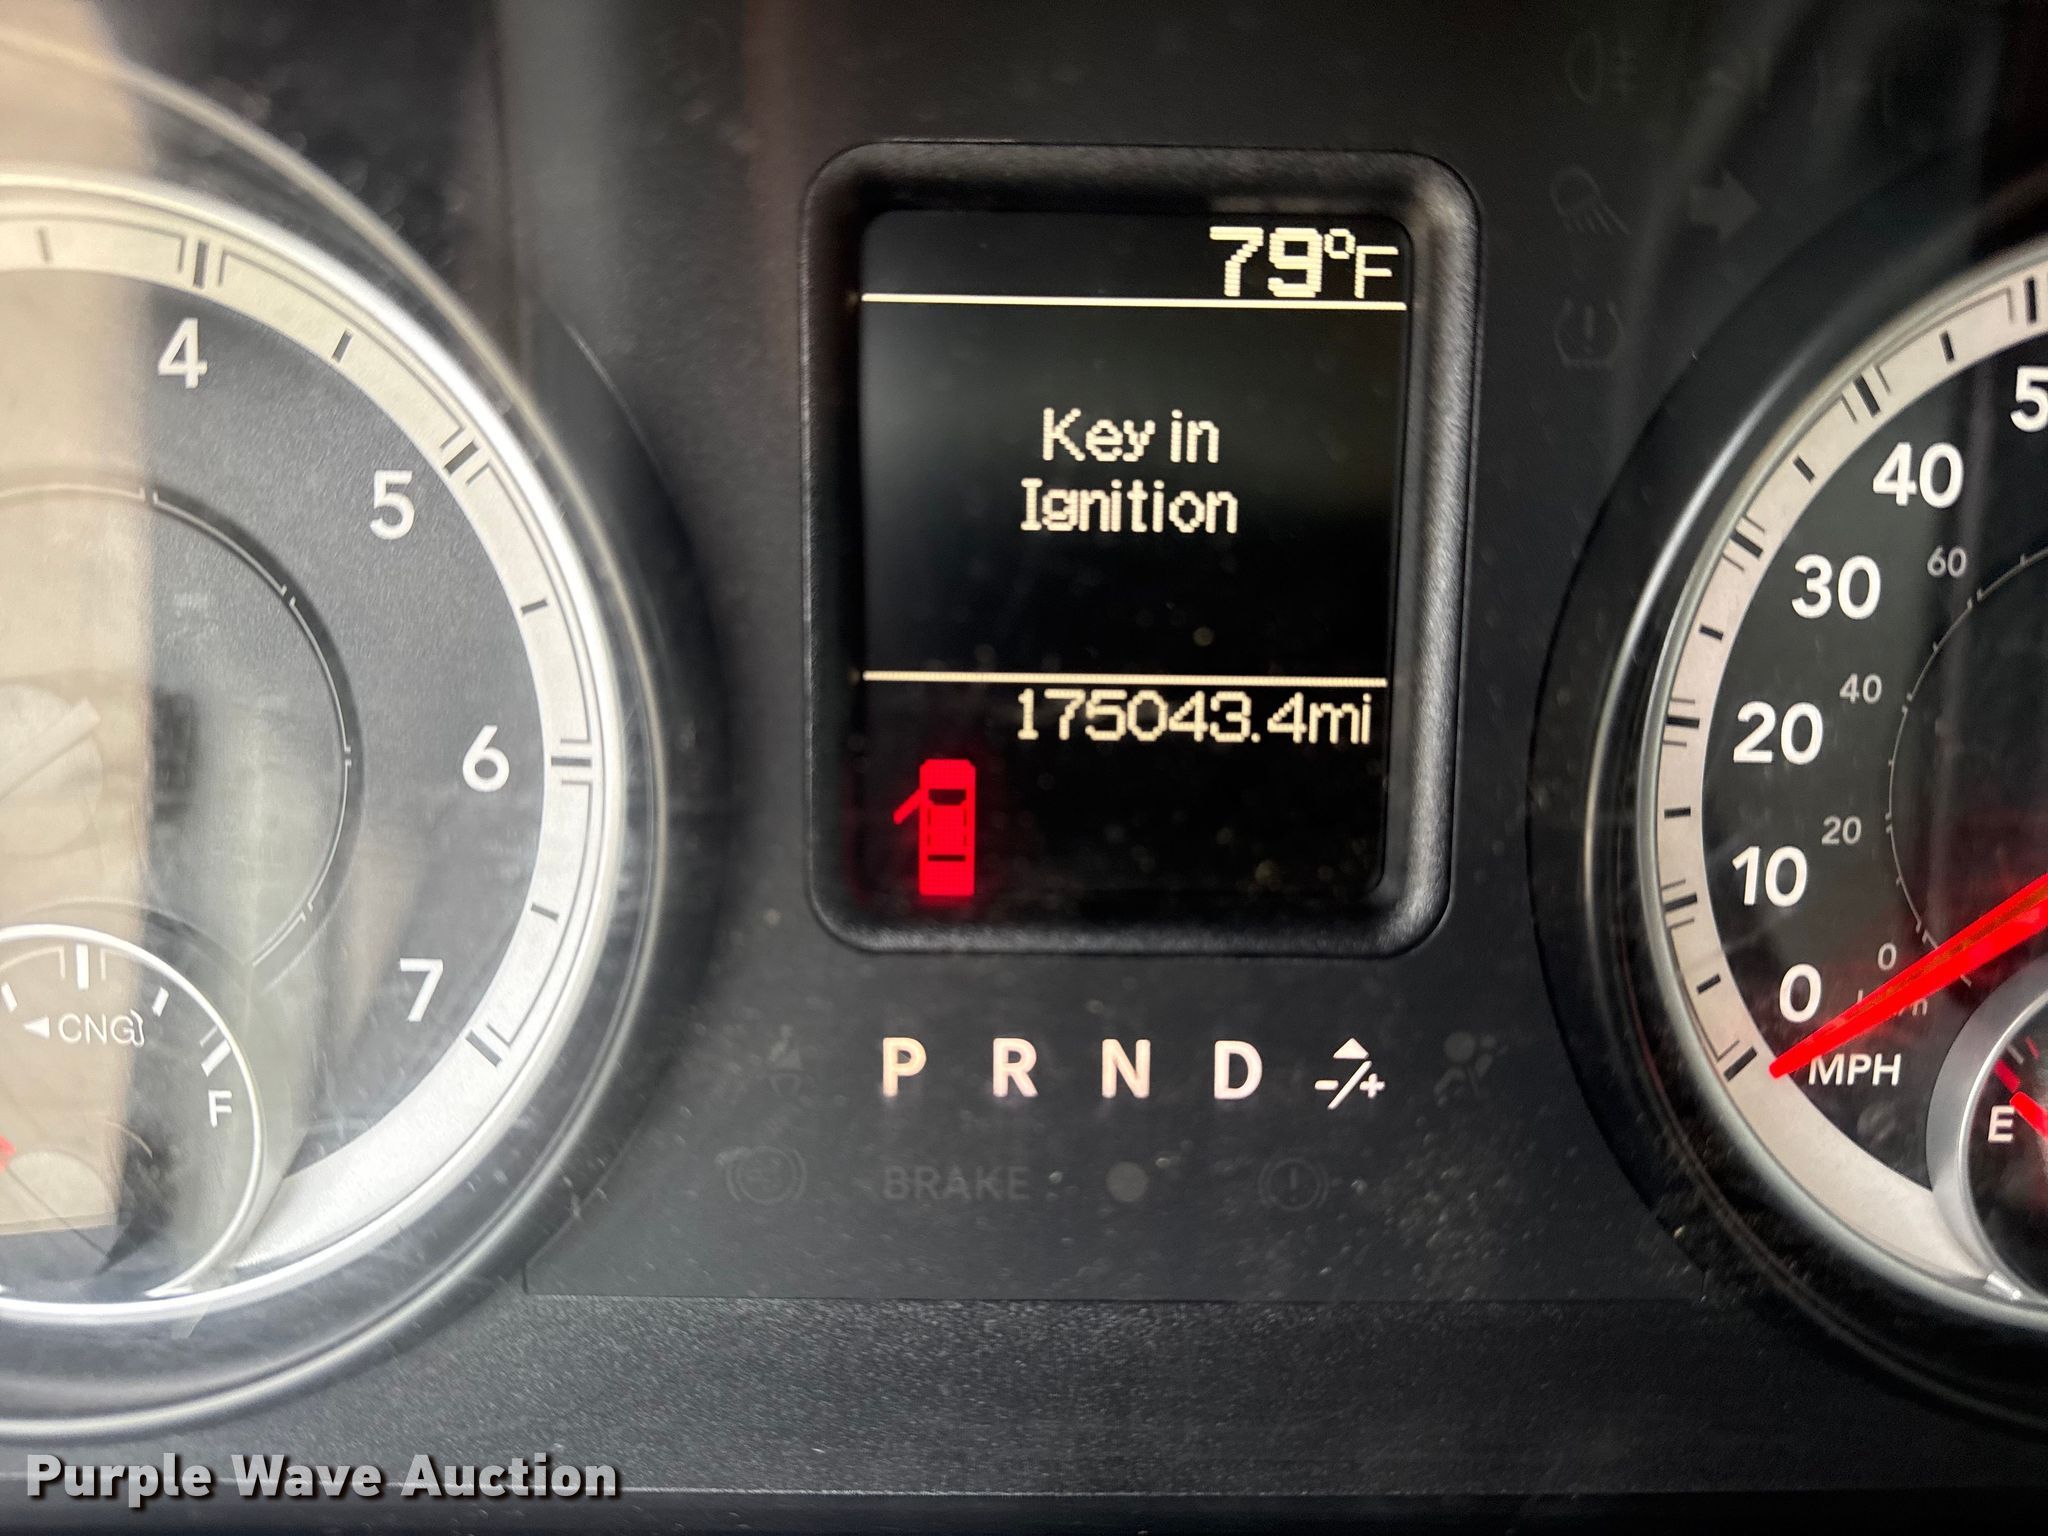 79°F
Key in
Ignition
175043.4mi
4
5
6
7
◄CNG
F
5
40
30
20
10
0
60
40
20
0
MPH
E
P R N D -/+
BRAKE
Purple Wave Auction